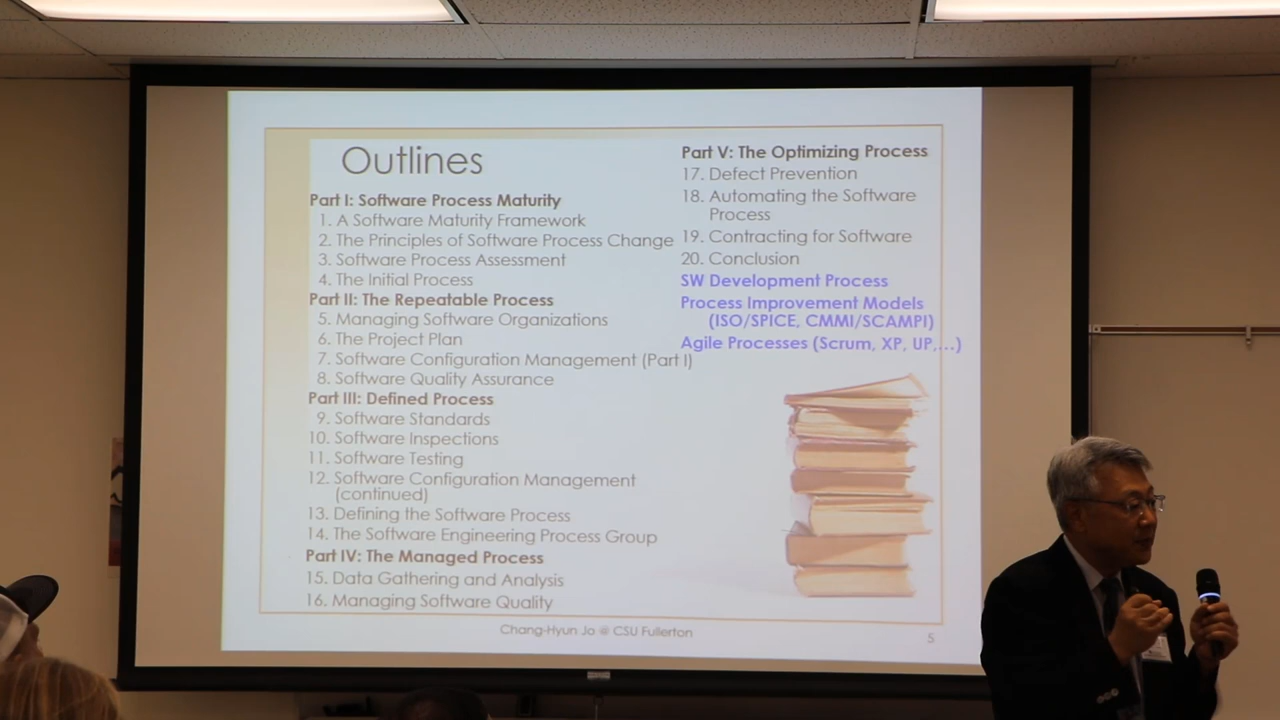 Outlines
Part I: Software Process Maturity
1. A Software Maturity Framework
2. The Principles of Software Process Change
3. Software Process Assessment
4. The Initial Process
Part II: The Repeatable Process
5. Managing Software Organizations
6. The Project Plan
7. Software Configuration Management (Part I)
8. Software Quality Assurance
Part III: Defined Process
9. Software Standards
10. Software Inspections
11. Software Testing
12. Software Configuration Management
(continued)
13. Defining the Software Process
14. The Software Engineering Process Group
Part IV: The Managed Process
15. Data Gathering and Analysis
16. Managing Software Quality
Part V: The Optimizing Process
17. Defect Prevention
18. Automating the Software
Process
19. Contracting for Software
20. Conclusion
SW Development Process
Process Improvement Models
(ISO/SPICE, CMMI/SCAMPI)
Agile Processes (Scrum, XP, UP,...)
Chang-Hyun Jo @ CSU Fullerton
5